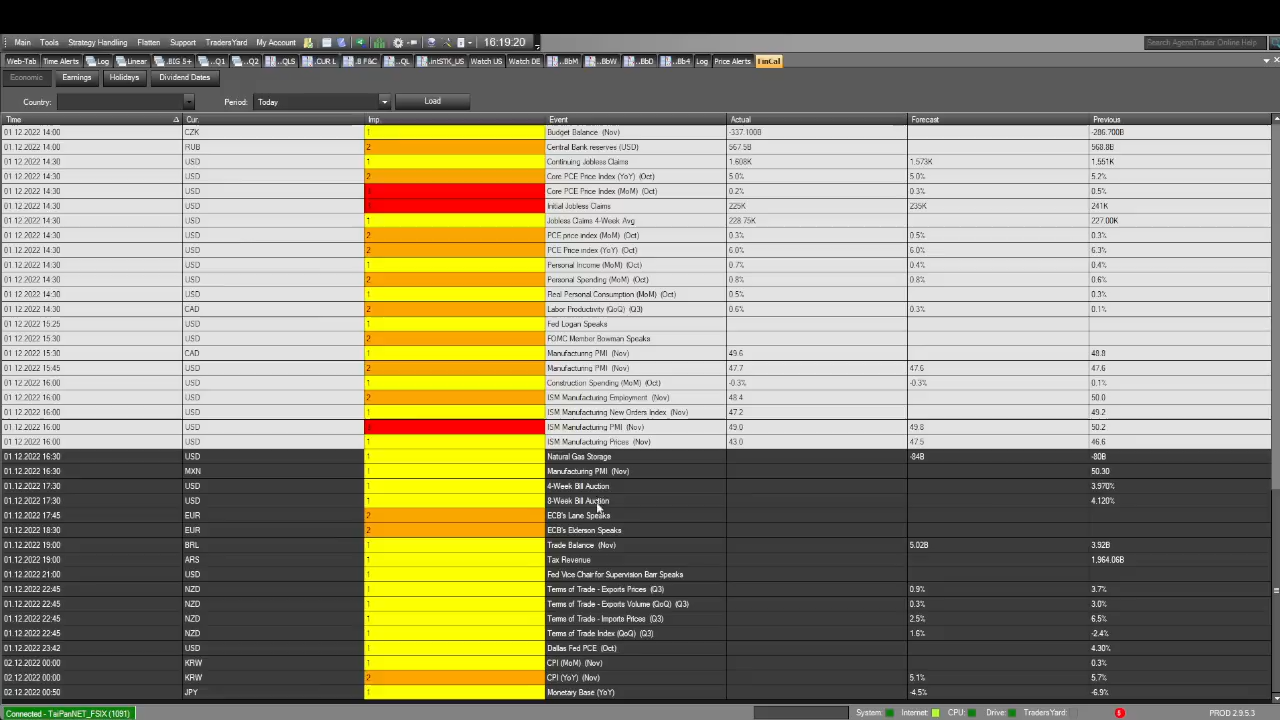 Main Tools Strategy Handling Flatten Support TradersYard My Account 16:19:20 Search AgenaTrader Online Help
Web-Tab Time Alerts Log Linear .BIG 5+ ..Q1 ..Q2 ..QLS .CUR L .B F&C ..QL .intSTK_US Watch US Watch DE ..BbM ..BbW ..BbD ..Bb4 Log Price Alerts FinCal
Economic Earnings Holidays Dividend Dates
Country: Period: Today Load
Time Cur. Imp. Event Actual Forecast Previous
01.12.2022 14:00 CZK 1 Budget Balance (Nov) -337.100B -286.700B
01.12.2022 14:00 RUB 2 Central Bank reserves (USD) 567.5B 568.8B
01.12.2022 14:30 USD 1 Continuing Jobless Claims 1.608K 1.573K 1.551K
01.12.2022 14:30 USD 2 Core PCE Price Index (YoY) (Oct) 5.0% 5.0% 5.2%
01.12.2022 14:30 USD Core PCE Price Index (MoM) (Oct) 0.2% 0.3% 0.5%
01.12.2022 14:30 USD Initial Jobless Claims 225K 235K 241K
01.12.2022 14:30 USD 1 Jobless Claims 4-Week Avg 228.75K 227.00K
01.12.2022 14:30 USD 2 PCE price index (MoM) (Oct) 0.3% 0.5% 0.3%
01.12.2022 14:30 USD 2 PCE Price index (YoY) (Oct) 6.0% 6.0% 6.3%
01.12.2022 14:30 USD 1 Personal Income (MoM) (Oct) 0.7% 0.4% 0.4%
01.12.2022 14:30 USD 2 Personal Spending (MoM) (Oct) 0.8% 0.8% 0.6%
01.12.2022 14:30 USD 1 Real Personal Consumption (MoM) (Oct) 0.5% 0.3%
01.12.2022 14:30 CAD 2 Labor Productivity (QoQ) (Q3) 0.6% 0.3% 0.1%
01.12.2022 15:25 USD 1 Fed Logan Speaks
01.12.2022 15:30 USD 2 FOMC Member Bowman Speaks
01.12.2022 15:30 CAD 1 Manufacturing PMI (Nov) 49.6 48.8
01.12.2022 15:45 USD 2 Manufacturing PMI (Nov) 47.7 47.6 47.6
01.12.2022 16:00 USD 1 Construction Spending (MoM) (Oct) -0.3% -0.3% 0.1%
01.12.2022 16:00 USD 2 ISM Manufacturing Employment (Nov) 48.4 50.0
01.12.2022 16:00 USD 1 ISM Manufacturing New Orders Index (Nov) 47.2 49.2
01.12.2022 16:00 USD ISM Manufacturing PMI (Nov) 49.0 49.8 50.2
01.12.2022 16:00 USD 1 ISM Manufacturing Prices (Nov) 43.0 47.5 46.6
01.12.2022 16:30 USD 1 Natural Gas Storage -84B -80B
01.12.2022 16:30 MXN 1 Manufacturing PMI (Nov) 50.30
01.12.2022 17:30 USD 1 4-Week Bill Auction 3.970%
01.12.2022 17:30 USD 1 8-Week Bill Auction 4.120%
01.12.2022 17:45 EUR 2 ECB's Lane Speaks
01.12.2022 18:30 EUR 2 ECB's Elderson Speaks
01.12.2022 19:00 BRL 1 Trade Balance (Nov) 5.02B 3.92B
01.12.2022 19:00 ARS 1 Tax Revenue 1,964.06B
01.12.2022 21:00 USD 1 Fed Vice Chair for Supervision Barr Speaks
01.12.2022 22:45 NZD 1 Terms of Trade - Exports Prices (Q3) 0.9% 3.7%
01.12.2022 22:45 NZD 1 Terms of Trade - Exports Volume (QoQ) (Q3) 0.3% 3.0%
01.12.2022 22:45 NZD 1 Terms of Trade - Imports Prices (Q3) 2.5% 6.5%
01.12.2022 22:45 NZD 1 Terms of Trade Index (QoQ) (Q3) 1.6% -2.4%
01.12.2022 23:42 USD 1 Dallas Fed PCE (Oct) 4.30%
02.12.2022 00:00 KRW 1 CPI (MoM) (Nov) 0.3%
02.12.2022 00:00 KRW 2 CPI (YoY) (Nov) 5.1% 5.7%
02.12.2022 00:50 JPY 1 Monetary Base (YoY) -4.5% -6.9%
Connected - TaiPanNET_FSIX (1091) System: Internet: CPU: Drive: TradersYard: PROD 2.9.5.3